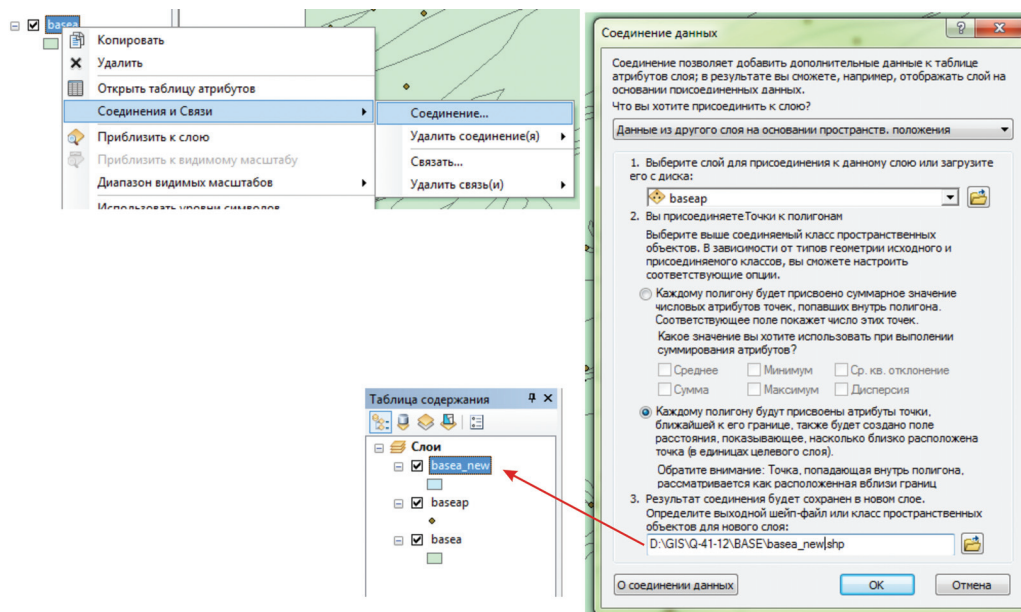 basea
Копировать
Удалить
Открыть таблицу атрибутов
Соединения и Связи
Приблизить к слою
Приблизить к видимому масштабу
Диапазон видимых масштабов
Использовать уровни символов
Соединение...
Удалить соединение(я)
Связать...
Удалить связь(и)
Таблица содержания
Слои
basea_new
baseap
basea
Соединение данных
Соединение позволяет добавить дополнительные данные к таблице
атрибутов слоя; в результате вы сможете, например, отображать слой на
основании присоединенных данных.
Что вы хотите присоединить к слою?
Данные из другого слоя на основании пространств. положения
1. Выберите слой для присоединения к данному слою или загрузите
его с диска:
baseap
2. Вы присоединяете Точки к полигонам
Выберите выше соединяемый класс пространственных
объектов. В зависимости от типов геометрии исходного и
присоединяемого классов, вы сможете настроить
соответствующие опции.
Каждому полигону будет присвоено суммарное значение
числовых атрибутов точек, попавших внутрь полигона.
Соответствующее поле покажет число этих точек.
Какое значение вы хотите использовать при выполении
суммирования атрибутов?
Среднее Минимум Ср. кв. отклонение
Сумма Максимум Дисперсия
Каждому полигону будут присвоены атрибуты точки,
ближайшей к его границе, также будет создано поле
расстояния, показывающее, насколько близко расположена
точка (в единицах целевого слоя).
Обратите внимание: Точка, попадающая внутрь полигона,
рассматривается как расположенная вблизи границ
3. Результат соединения будет сохранен в новом слое.
Определите выходной шейп-файл или класс пространственных
объектов для нового слоя:
D:\GIS\Q-41-12\BASE\basea_new.shp
О соединении данных OK Отмена